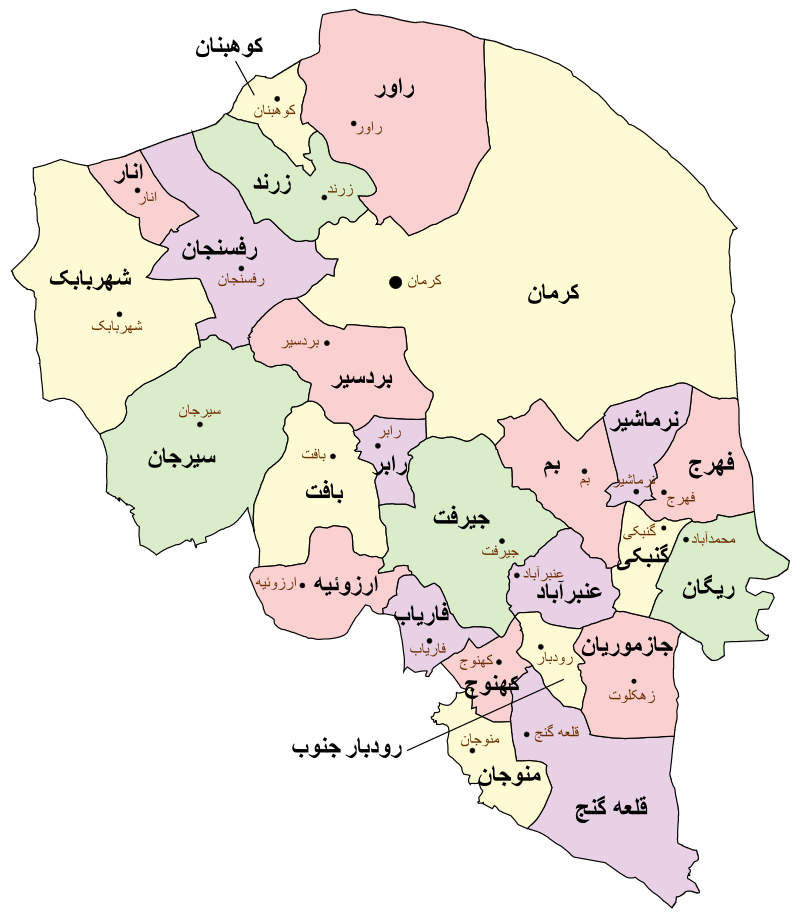 کوهبنان
کوهبنان
راور
راور
انار
انار
زرند
زرند
رفسنجان
رفسنجان
شهربابک
شهربابک
کرمان
کرمان
بردسیر
بردسیر
سیرجان
سیرجان
رابر
رابر
بافت
بافت
نرماشیر
نرماشیر
بم
بم
فهرج
فهرج
جیرفت
جیرفت
گنبکی
گنبکی
محمدآباد
ریگان
ارزوئیه
ارزوئیه
عنبرآباد
عنبرآباد
فاریاب
فاریاب
کهنوج
کهنوج
رودبار
جازموریان
زهکلوت
رودبار جنوب
منوجان
منوجان
قلعه گنج
قلعه گنج